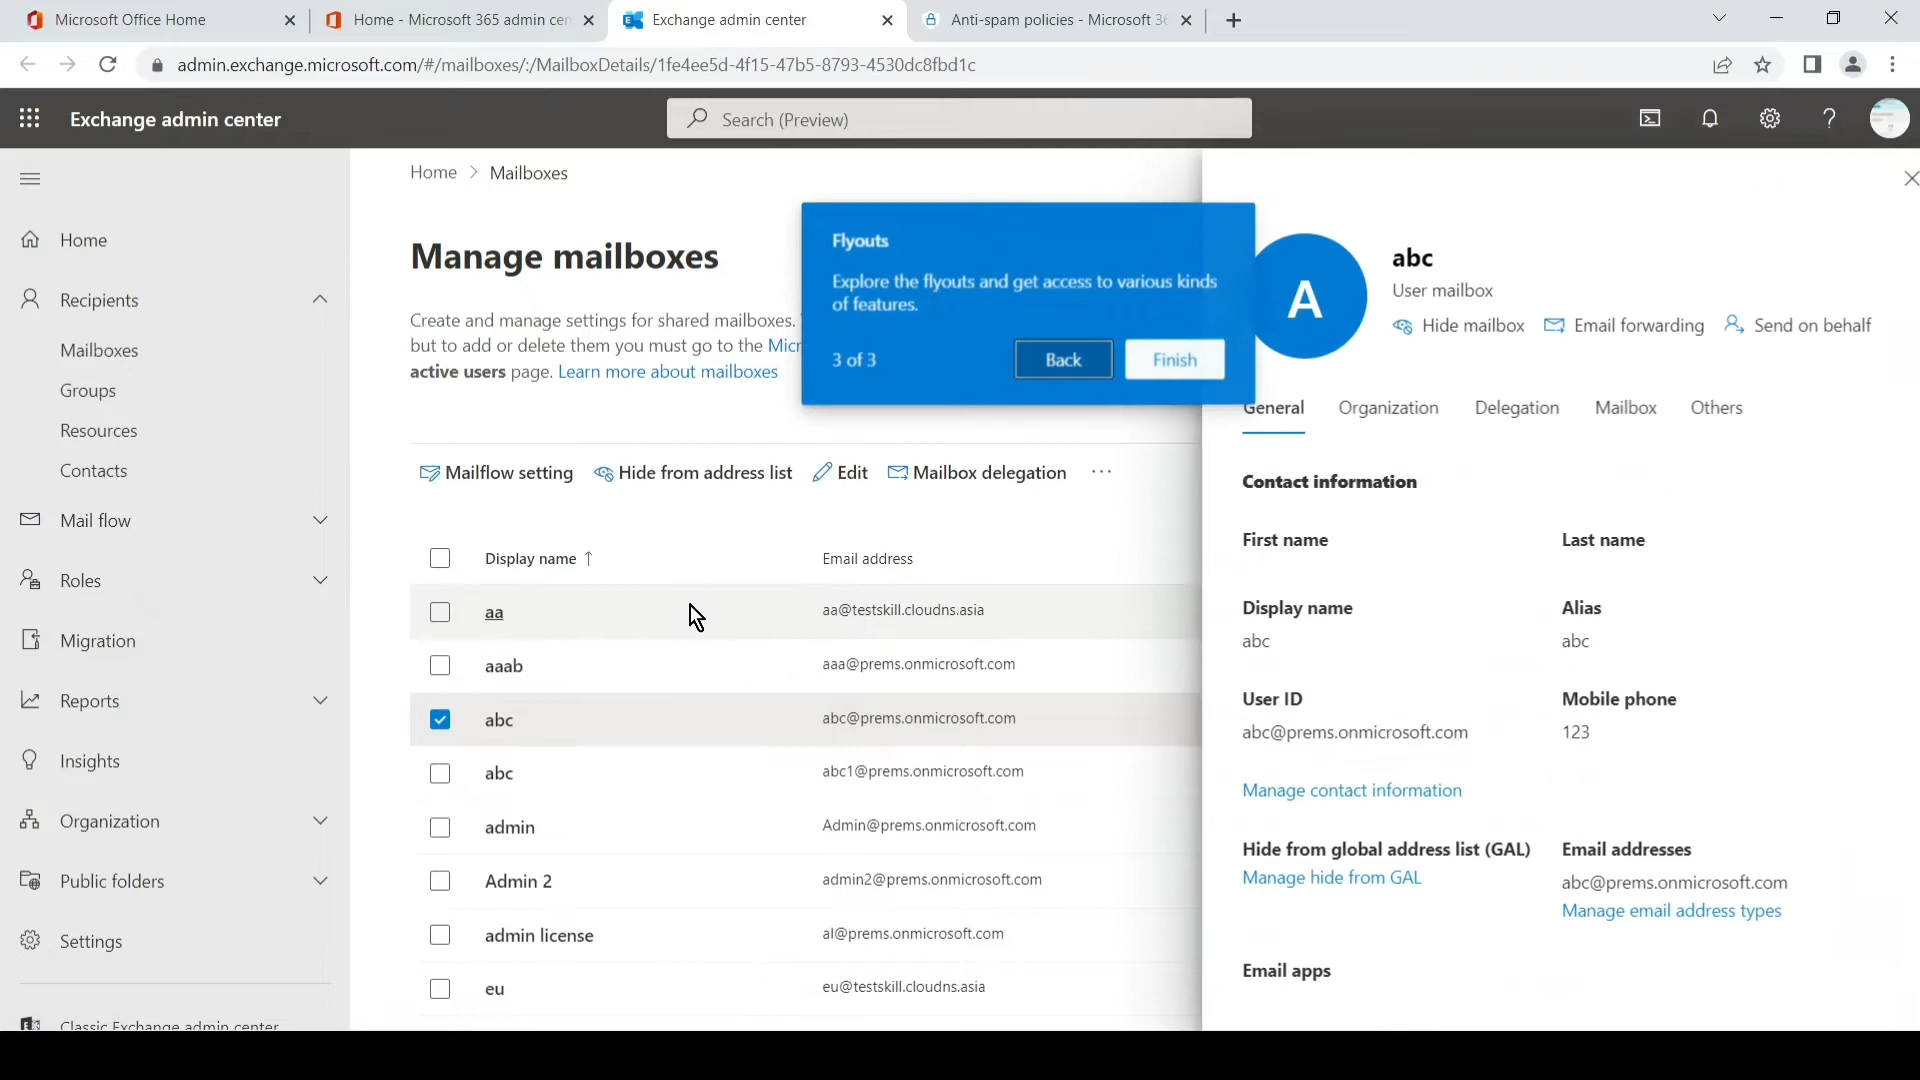 Microsoft Office Home
Home - Microsoft 365 admin cen
Exchange admin center
Anti-spam policies - Microsoft 36
admin.exchange.microsoft.com/#/mailboxes/:/MailboxDetails/1fe4ee5d-4f15-47b5-8793-4530dc8fbd1c
Exchange admin center
Search (Preview)
Home
Recipients
Mailboxes
Groups
Resources
Contacts
Mail flow
Roles
Migration
Reports
Insights
Organization
Public folders
Settings
Classic Exchange admin center
Home > Mailboxes
Manage mailboxes
Create and manage settings for shared mailboxes.
but to add or delete them you must go to the Micr
active users page. Learn more about mailboxes
Flyouts
Explore the flyouts and get access to various kinds
of features.
3 of 3
Back
Finish
Mailflow setting
Hide from address list
Edit
Mailbox delegation
Display name ↑
Email address
aa
aa@testskill.cloudns.asia
aaab
aaa@prems.onmicrosoft.com
abc
abc@prems.onmicrosoft.com
abc
abc1@prems.onmicrosoft.com
admin
Admin@prems.onmicrosoft.com
Admin 2
admin2@prems.onmicrosoft.com
admin license
al@prems.onmicrosoft.com
eu
eu@testskill.cloudns.asia
A
abc
User mailbox
Hide mailbox
Email forwarding
Send on behalf
General
Organization
Delegation
Mailbox
Others
Contact information
First name
Last name
Display name
Alias
abc
abc
User ID
Mobile phone
abc@prems.onmicrosoft.com
123
Manage contact information
Hide from global address list (GAL)
Email addresses
Manage hide from GAL
abc@prems.onmicrosoft.com
Manage email address types
Email apps